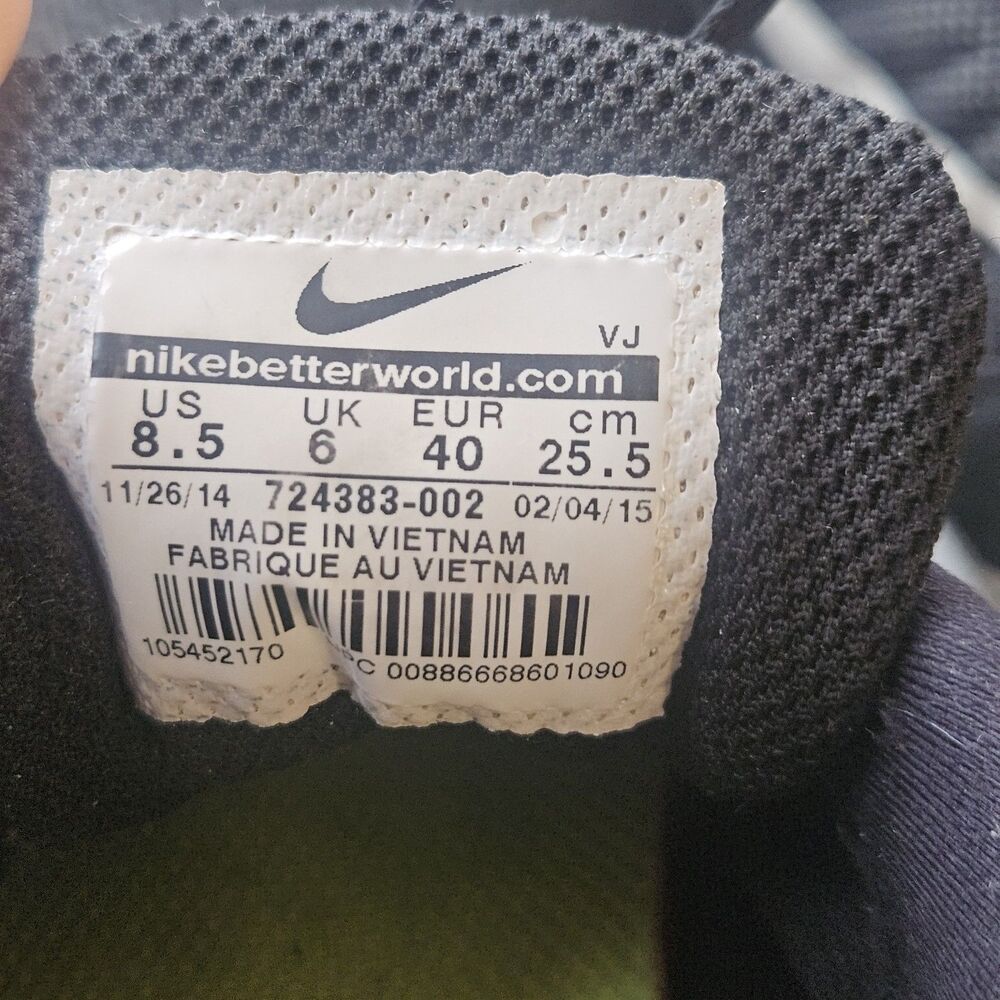 VJ
nikebetterworld.com
US UK EUR cm
8.5 6 40 25.5
11/26/14 724383-002 02/04/15
MADE IN VIETNAM
FABRIQUE AU VIETNAM
105452170 00886668601090